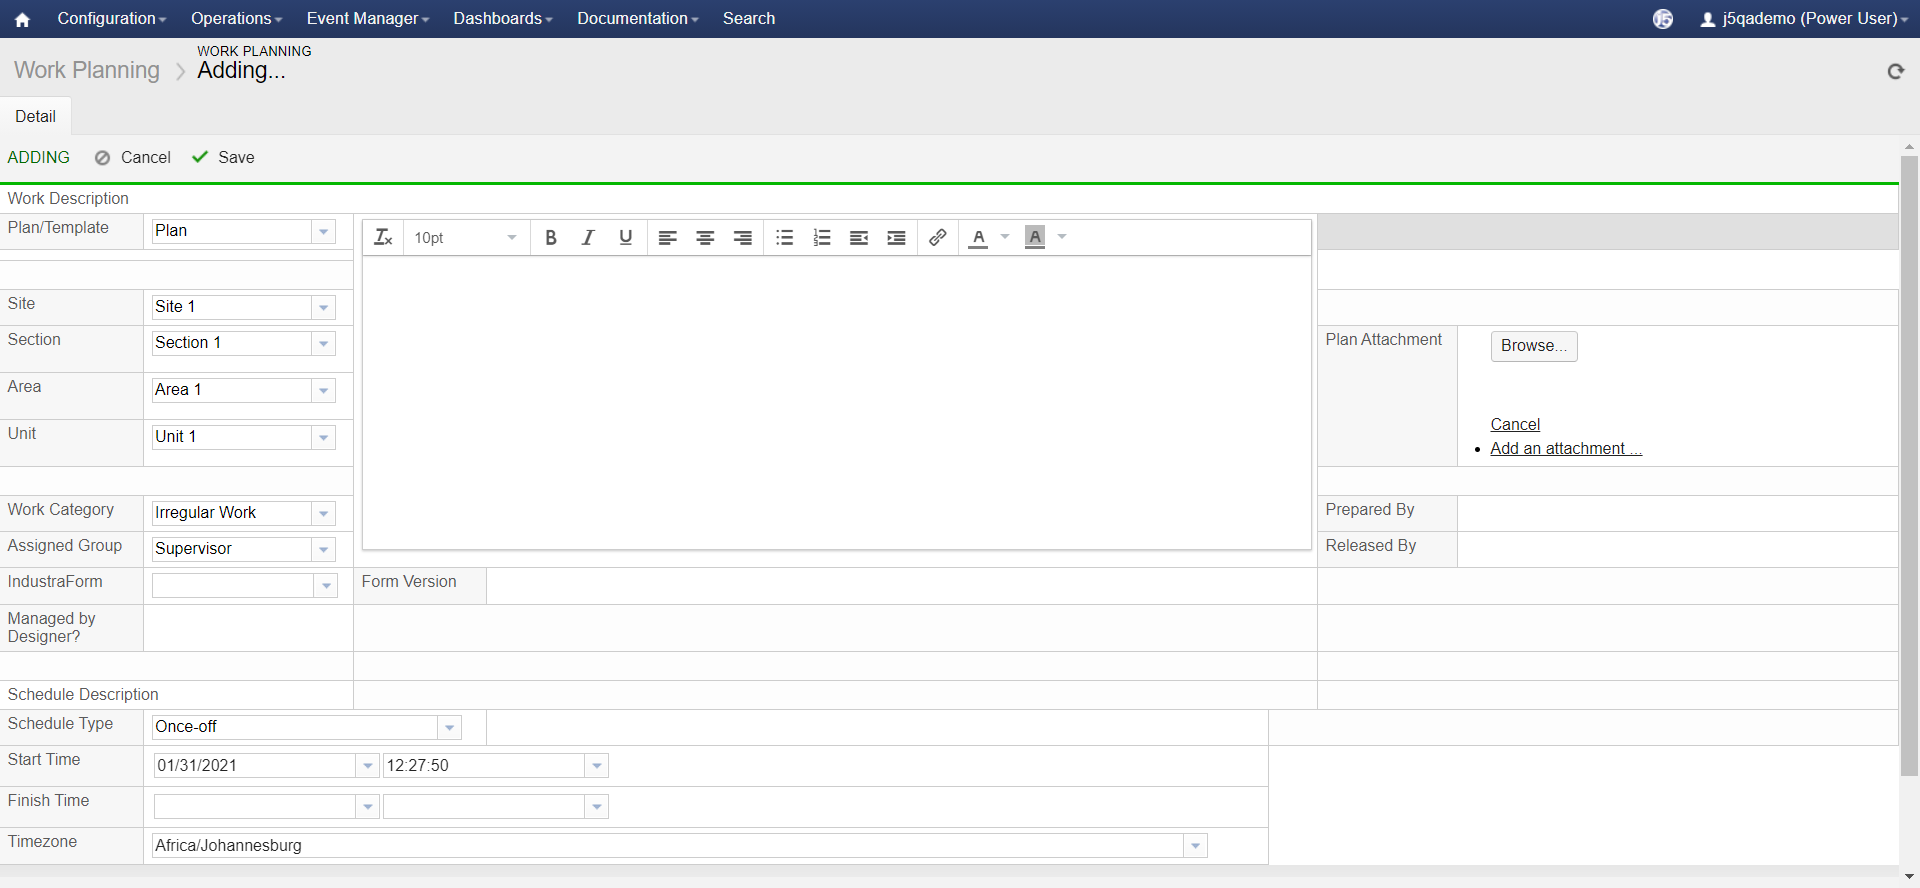 Configuration Operations Event Manager Dashboards Documentation Search j5 j5qademo (Power User)
Work Planning
WORK PLANNING
Adding...
Detail
ADDING Cancel Save
Work Description
Plan/Template Plan
10pt B I U A A
Site Site 1
Section Section 1
Plan Attachment Browse...
Area Area 1
Unit Unit 1
Cancel
Add an attachment ...
Work Category Irregular Work
Prepared By
Assigned Group Supervisor
Released By
IndustraForm
Form Version
Managed by
Designer?
Schedule Description
Schedule Type Once-off
Start Time 01/31/2021 12:27:50
Finish Time
Timezone Africa/Johannesburg